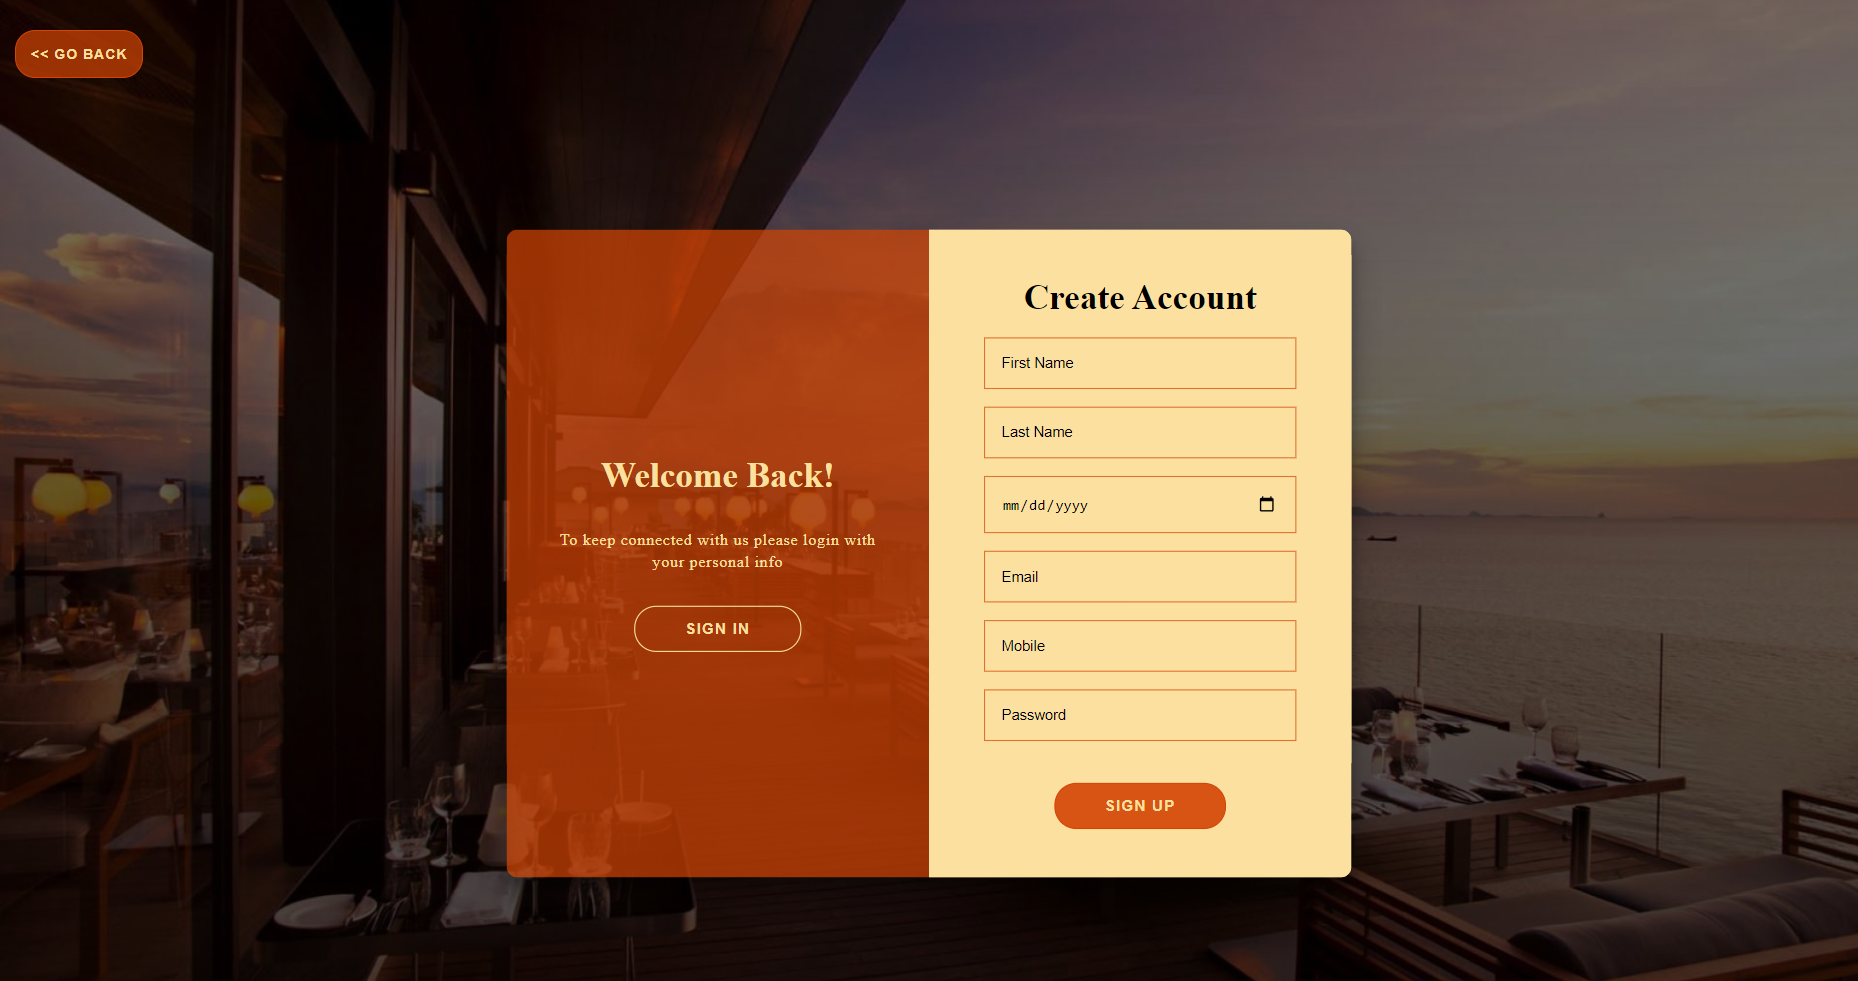 << GO BACK
Welcome Back!
To keep connected with us please login with
your personal info
SIGN IN
Create Account
First Name
Last Name
mm/dd/yyyy
Email
Mobile
Password
SIGN UP